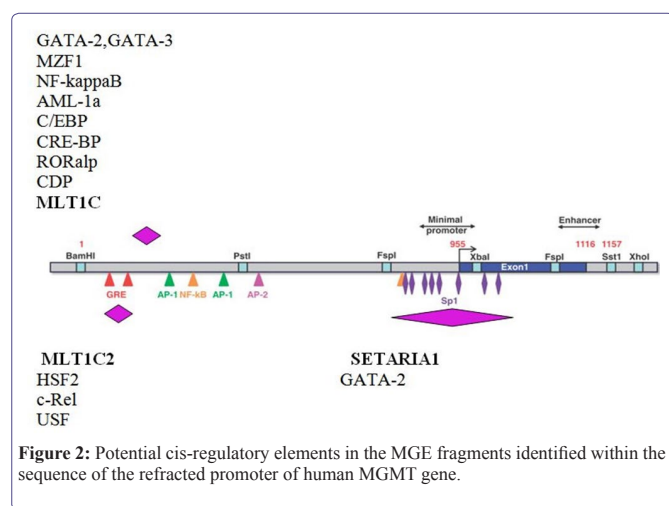 GATA-2,GATA-3
MZF1
NF-kappaB
AML-1a
C/EBP
CRE-BP
RORalp
CDP
MLT1C
Minimal
promoter
Enhancer
1
955
1116 1157
BamHI
PstI
FspI
XbaI
FspI
Sst1
XhoI
Exon1
GRE
AP-1
NF-kB
AP-1
AP-2
Sp1
MLT1C2
HSF2
c-Rel
USF
SETARIA1
GATA-2
Figure 2: Potential cis-regulatory elements in the MGE fragments identified within the
sequence of the refracted promoter of human MGMT gene.